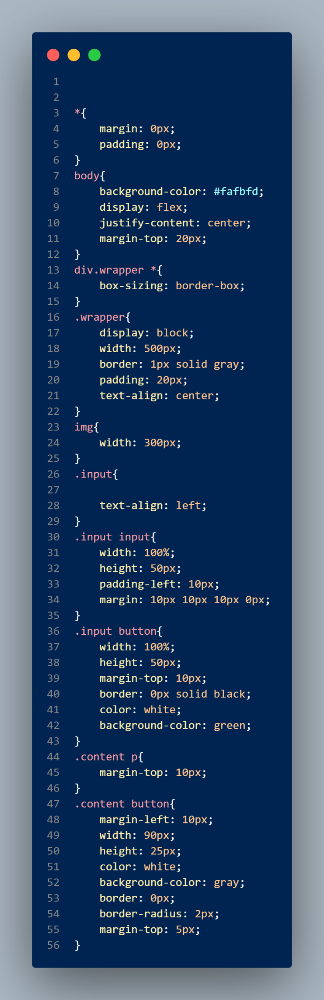 1
2
3 *{
4     margin: 0px;
5     padding: 0px;
6 }
7 body{
8     background-color: #fafbfd;
9     display: flex;
10     justify-content: center;
11     margin-top: 20px;
12 }
13 div.wrapper *{
14     box-sizing: border-box;
15 }
16 .wrapper{
17     display: block;
18     width: 500px;
19     border: 1px solid gray;
20     padding: 20px;
21     text-align: center;
22 }
23 img{
24     width: 300px;
25 }
26 .input{
27
28     text-align: left;
29 }
30 .input input{
31     width: 100%;
32     height: 50px;
33     padding-left: 10px;
34     margin: 10px 10px 10px 0px;
35 }
36 .input button{
37     width: 100%;
38     height: 50px;
39     margin-top: 10px;
40     border: 0px solid black;
41     color: white;
42     background-color: green;
43 }
44 .content p{
45     margin-top: 10px;
46 }
47 .content button{
48     margin-left: 10px;
49     width: 90px;
50     height: 25px;
51     color: white;
52     background-color: gray;
53     border: 0px;
54     border-radius: 2px;
55     margin-top: 5px;
56 }